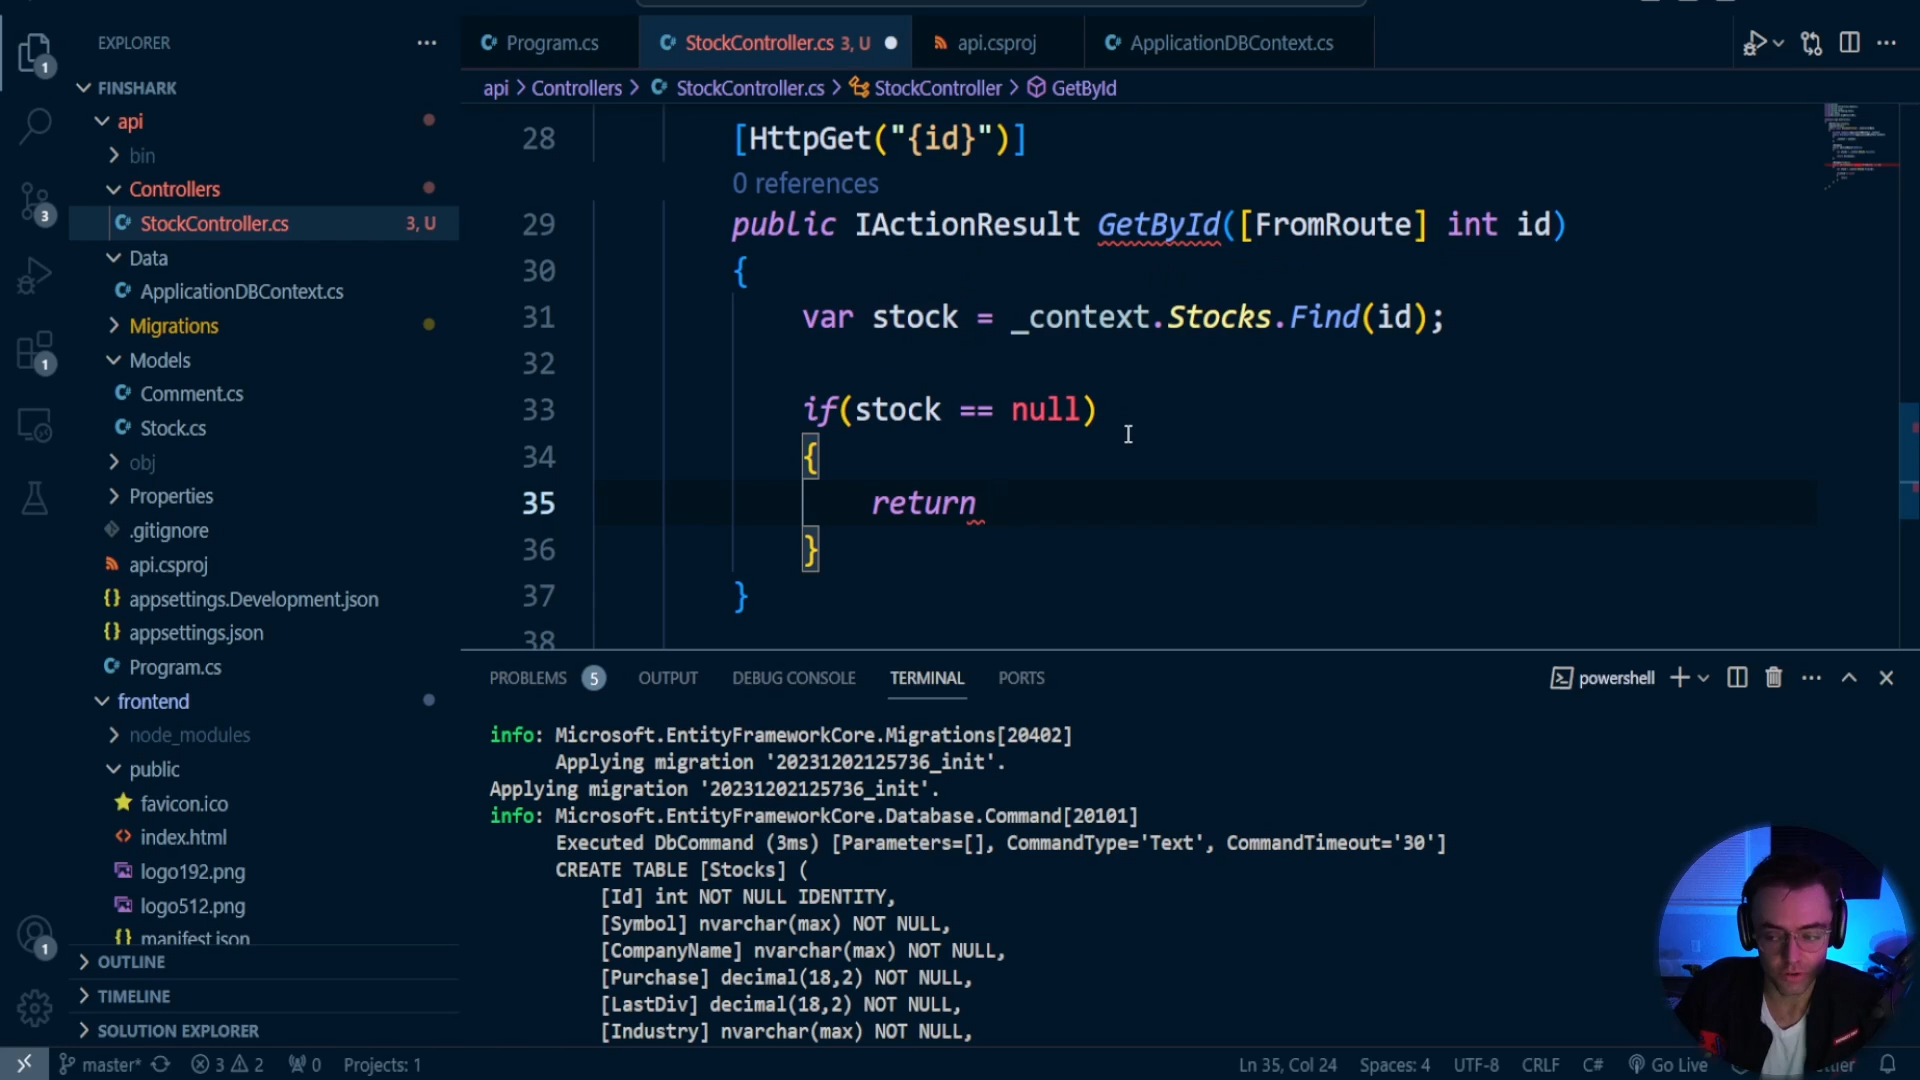 EXPLORER
FINSHARK
api
bin
Controllers
StockController.cs 3, U
Data
ApplicationDBContext.cs
Migrations
Models
Comment.cs
Stock.cs
obj
Properties
.gitignore
api.csproj
appsettings.Development.json
appsettings.json
Program.cs
frontend
node_modules
public
favicon.ico
index.html
logo192.png
logo512.png
manifest.json
OUTLINE
TIMELINE
SOLUTION EXPLORER
1
3
1
1
Program.cs StockController.cs 3, U api.csproj ApplicationDBContext.cs
api > Controllers > StockController.cs > StockController > GetById
28 [HttpGet("{id}")]
0 references
29 public IActionResult GetById([FromRoute] int id)
30 {
31 var stock = _context.Stocks.Find(id);
32
33 if(stock == null)
34 {
35 return
36 }
37 }
38
PROBLEMS 5 OUTPUT DEBUG CONSOLE TERMINAL PORTS powershell
info: Microsoft.EntityFrameworkCore.Migrations[20402]
Applying migration '20231202125736_init'.
Applying migration '20231202125736_init'.
info: Microsoft.EntityFrameworkCore.Database.Command[20101]
Executed DbCommand (3ms) [Parameters=[], CommandType='Text', CommandTimeout='30']
CREATE TABLE [Stocks] (
[Id] int NOT NULL IDENTITY,
[Symbol] nvarchar(max) NOT NULL,
[CompanyName] nvarchar(max) NOT NULL,
[Purchase] decimal(18,2) NOT NULL,
[LastDiv] decimal(18,2) NOT NULL,
[Industry] nvarchar(max) NOT NULL,
master* 3 2 0 Projects: 1 Ln 35, Col 24 Spaces: 4 UTF-8 CRLF C# Go Live